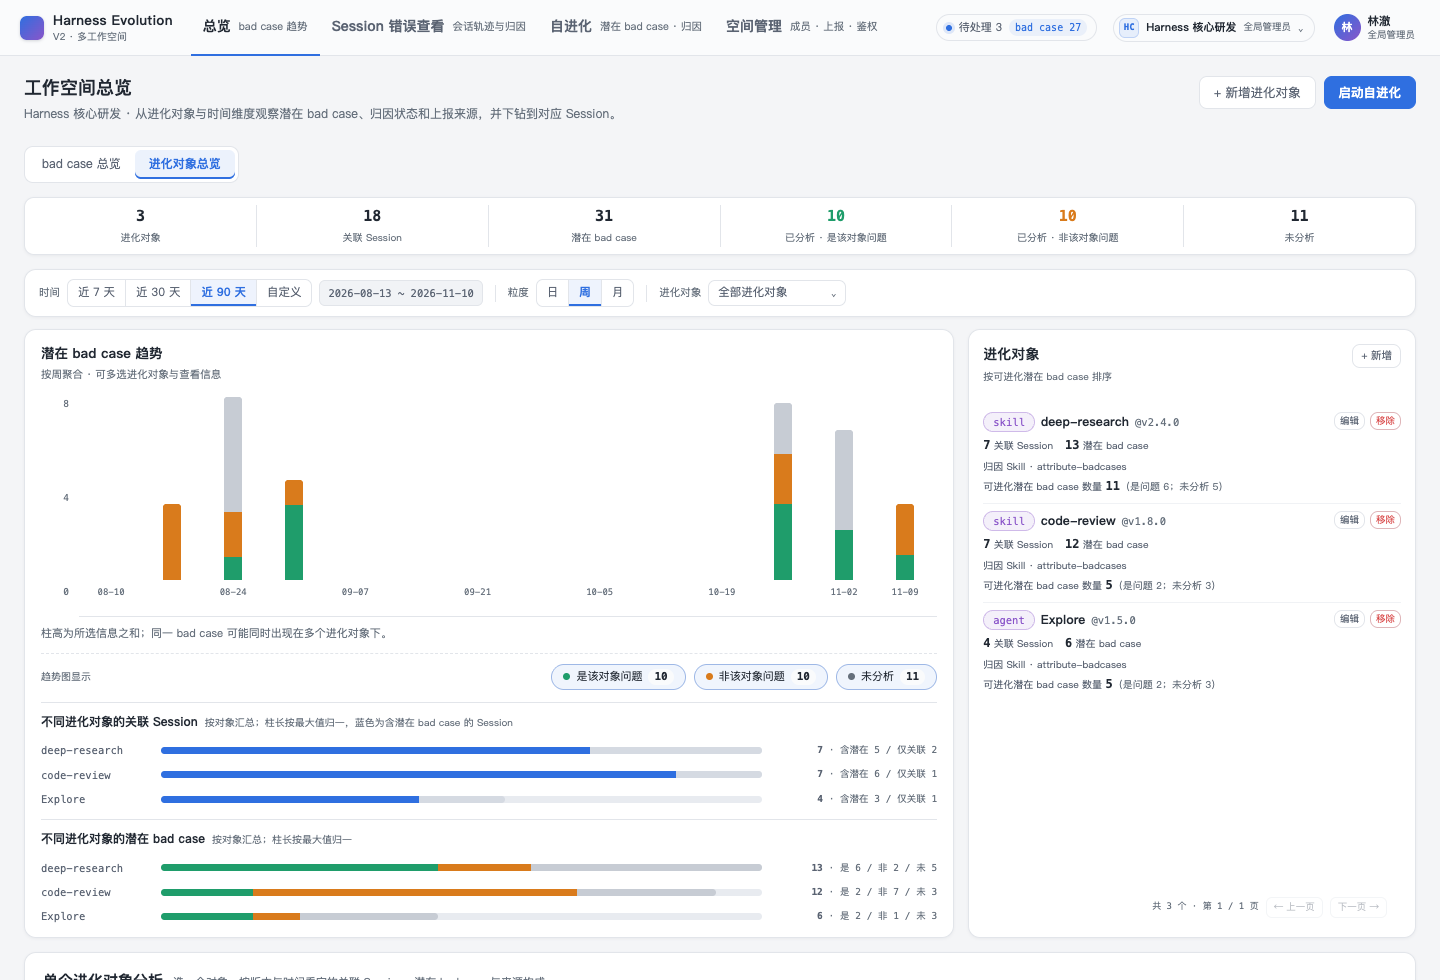 Harness Evolution
V2 · 多工作空间
总览 bad case 趋势
Session 错误查看 会话轨迹与归因
自进化 潜在 bad case · 归因
空间管理 成员 · 上报 · 鉴权
待处理 3 bad case 27
HC Harness 核心研发 全局管理员
林
林澈
全局管理员
工作空间总览
Harness 核心研发 · 从进化对象与时间维度观察潜在 bad case、归因状态和上报来源，并下钻到对应 Session。
+ 新增进化对象
启动自进化
bad case 总览
进化对象总览
3
进化对象
18
关联 Session
31
潜在 bad case
10
已分析 · 是该对象问题
10
已分析 · 非该对象问题
11
未分析
时间 近 7 天 近 30 天 近 90 天 自定义 2026-08-13 ~ 2026-11-10 粒度 日 周 月 进化对象 全部进化对象
潜在 bad case 趋势
按周聚合 · 可多选进化对象与查看信息
8
4
0 08-10 08-24 09-07 09-21 10-05 10-19 11-02 11-09
柱高为所选信息之和；同一 bad case 可能同时出现在多个进化对象下。
趋势图显示 是该对象问题 10 非该对象问题 10 未分析 11
不同进化对象的关联 Session 按对象汇总；柱长按最大值归一，蓝色为含潜在 bad case 的 Session
deep-research 7 · 含潜在 5 / 仅关联 2
code-review 7 · 含潜在 6 / 仅关联 1
Explore 4 · 含潜在 3 / 仅关联 1
不同进化对象的潜在 bad case 按对象汇总；柱长按最大值归一
deep-research 13 · 是 6 / 非 2 / 未 5
code-review 12 · 是 2 / 非 7 / 未 3
Explore 6 · 是 2 / 非 1 / 未 3
进化对象
+ 新增
按可进化潜在 bad case 排序
skill deep-research @v2.4.0 编辑 移除
7 关联 Session 13 潜在 bad case
归因 Skill · attribute-badcases
可进化潜在 bad case 数量 11（是问题 6；未分析 5）
skill code-review @v1.8.0 编辑 移除
7 关联 Session 12 潜在 bad case
归因 Skill · attribute-badcases
可进化潜在 bad case 数量 5（是问题 2；未分析 3）
agent Explore @v1.5.0 编辑 移除
4 关联 Session 6 潜在 bad case
归因 Skill · attribute-badcases
可进化潜在 bad case 数量 5（是问题 2；未分析 3）
共 3 个 · 第 1 / 1 页 ← 上一页 下一页 →
单个进化对象分析